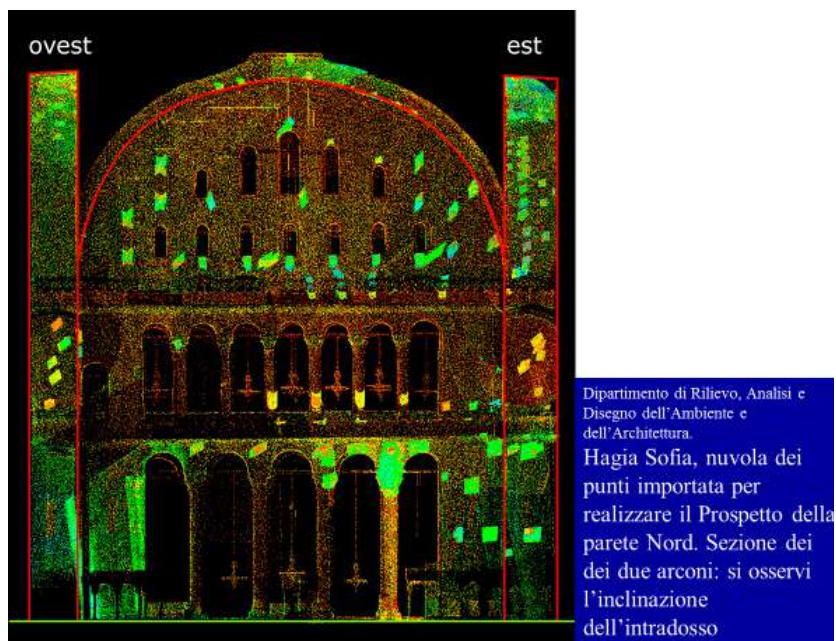 ovest
est
Dipartimento di Rilievo, Analisi e
Disegno dell'Ambiente e
dell'Architettura.
Hagia Sofia, nuvola dei
punti importata per
realizzare il Prospetto della
parete Nord. Sezione dei
dei due arconi: si osservi
l'inclinazione
dell'intradosso